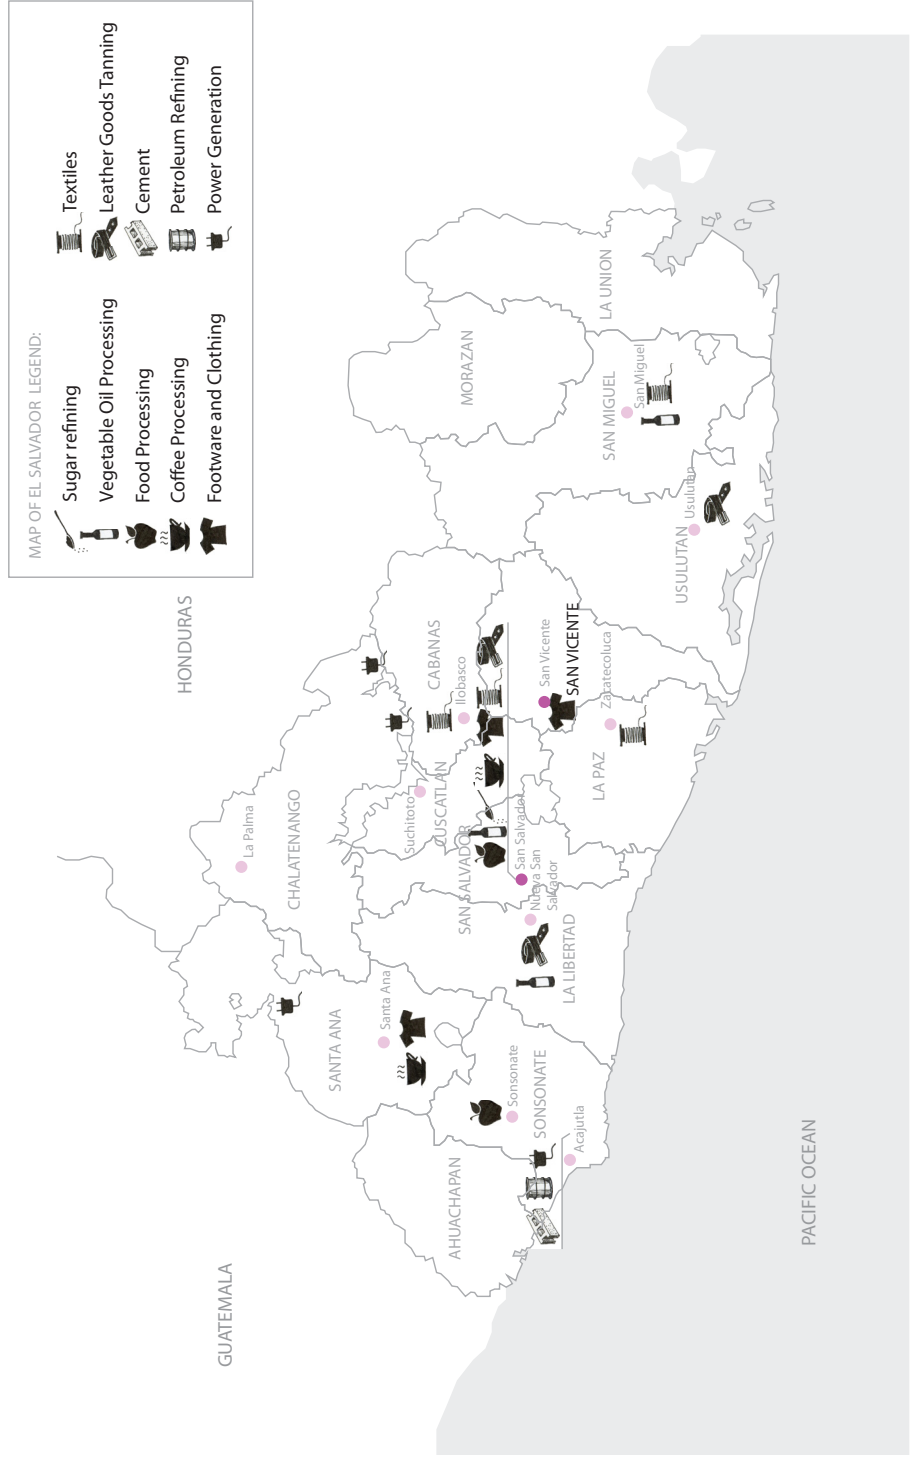 MAP OF EL SALVADOR LEGEND:
Sugar refining
Vegetable Oil Processing
Food Processing
Coffee Processing
Footware and Clothing
Textiles
Leather Goods Tanning
Cement
Petroleum Refining
Power Generation
GUATEMALA
HONDURAS
PACIFIC OCEAN
La Palma
CHALATENANGO
SANTA ANA
Santa Ana
AHUACHAPAN
Sonsonate
SONSONATE
Acajutla
LA LIBERTAD
Nueva San
Salvador
San Salvador
SAN SALVADOR
Suchitoto
CUSCATLAN
CABANAS
Ilobasco
San Vicente
SAN VICENTE
Zacatecoluca
LA PAZ
USULUTAN
Usulutan
SAN MIGUEL
San Miguel
MORAZAN
LA UNION